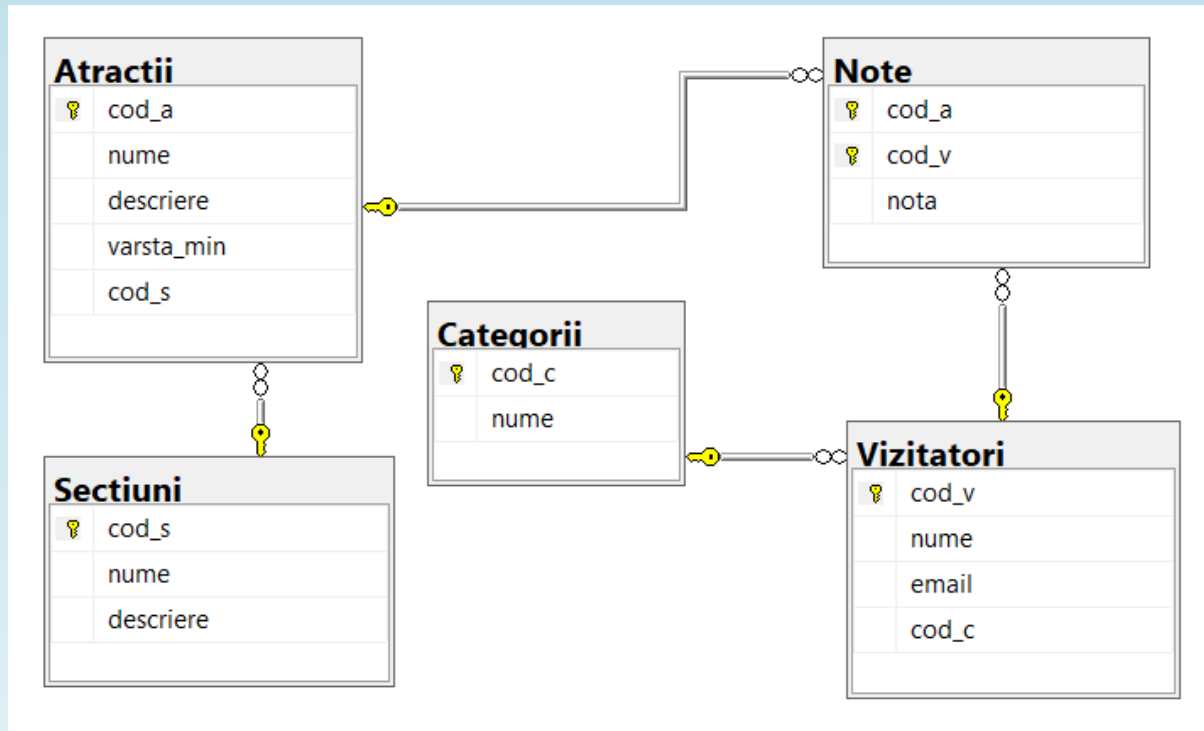 Atractii
cod_a
nume
descriere
varsta_min
cod_s
Note
cod_a
cod_v
nota
Categorii
cod_c
nume
Sectiuni
cod_s
nume
descriere
Vizitatori
cod_v
nume
email
cod_c